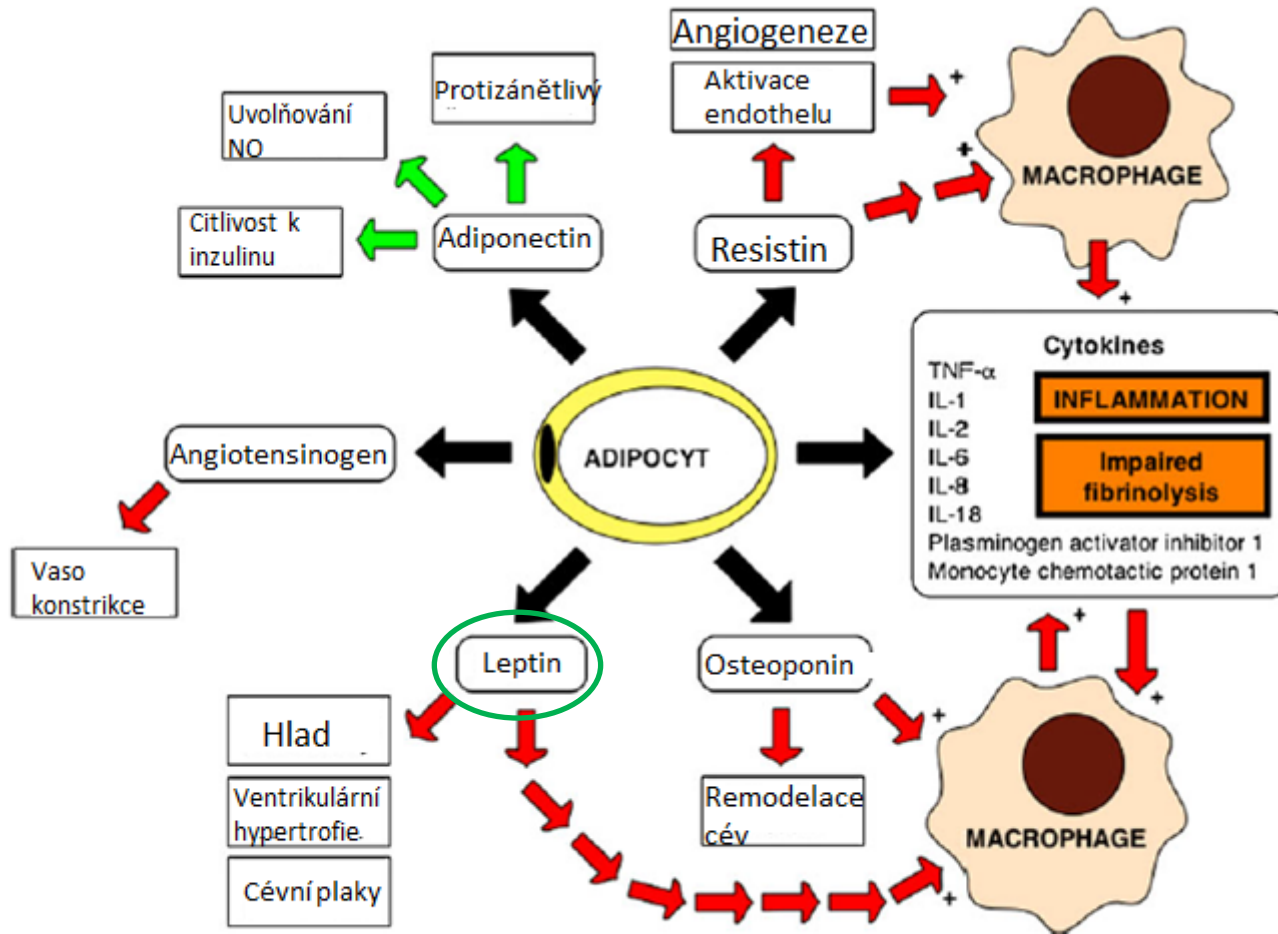 Angiogeneze
Aktivace
endothelu
+
+
MACROPHAGE
+
Protizánětlivý
Uvolňování
NO
Citlivost k
inzulinu
Adiponectin
Resistin
Cytokines
TNF-α
IL-1
IL-2
IL-6
IL-8
IL-18
Plasminogen activator inhibitor 1
Monocyte chemotactic protein 1
INFLAMMATION
Impaired
fibrinolysis
Angiotensinogen
ADIPOCYT
Vaso
konstrikce
Leptin
Osteoponin
+
+
+
Hlad
Ventrikulární
hypertrofie.
Cévní plaky
Remodelace
cév
MACROPHAGE
+